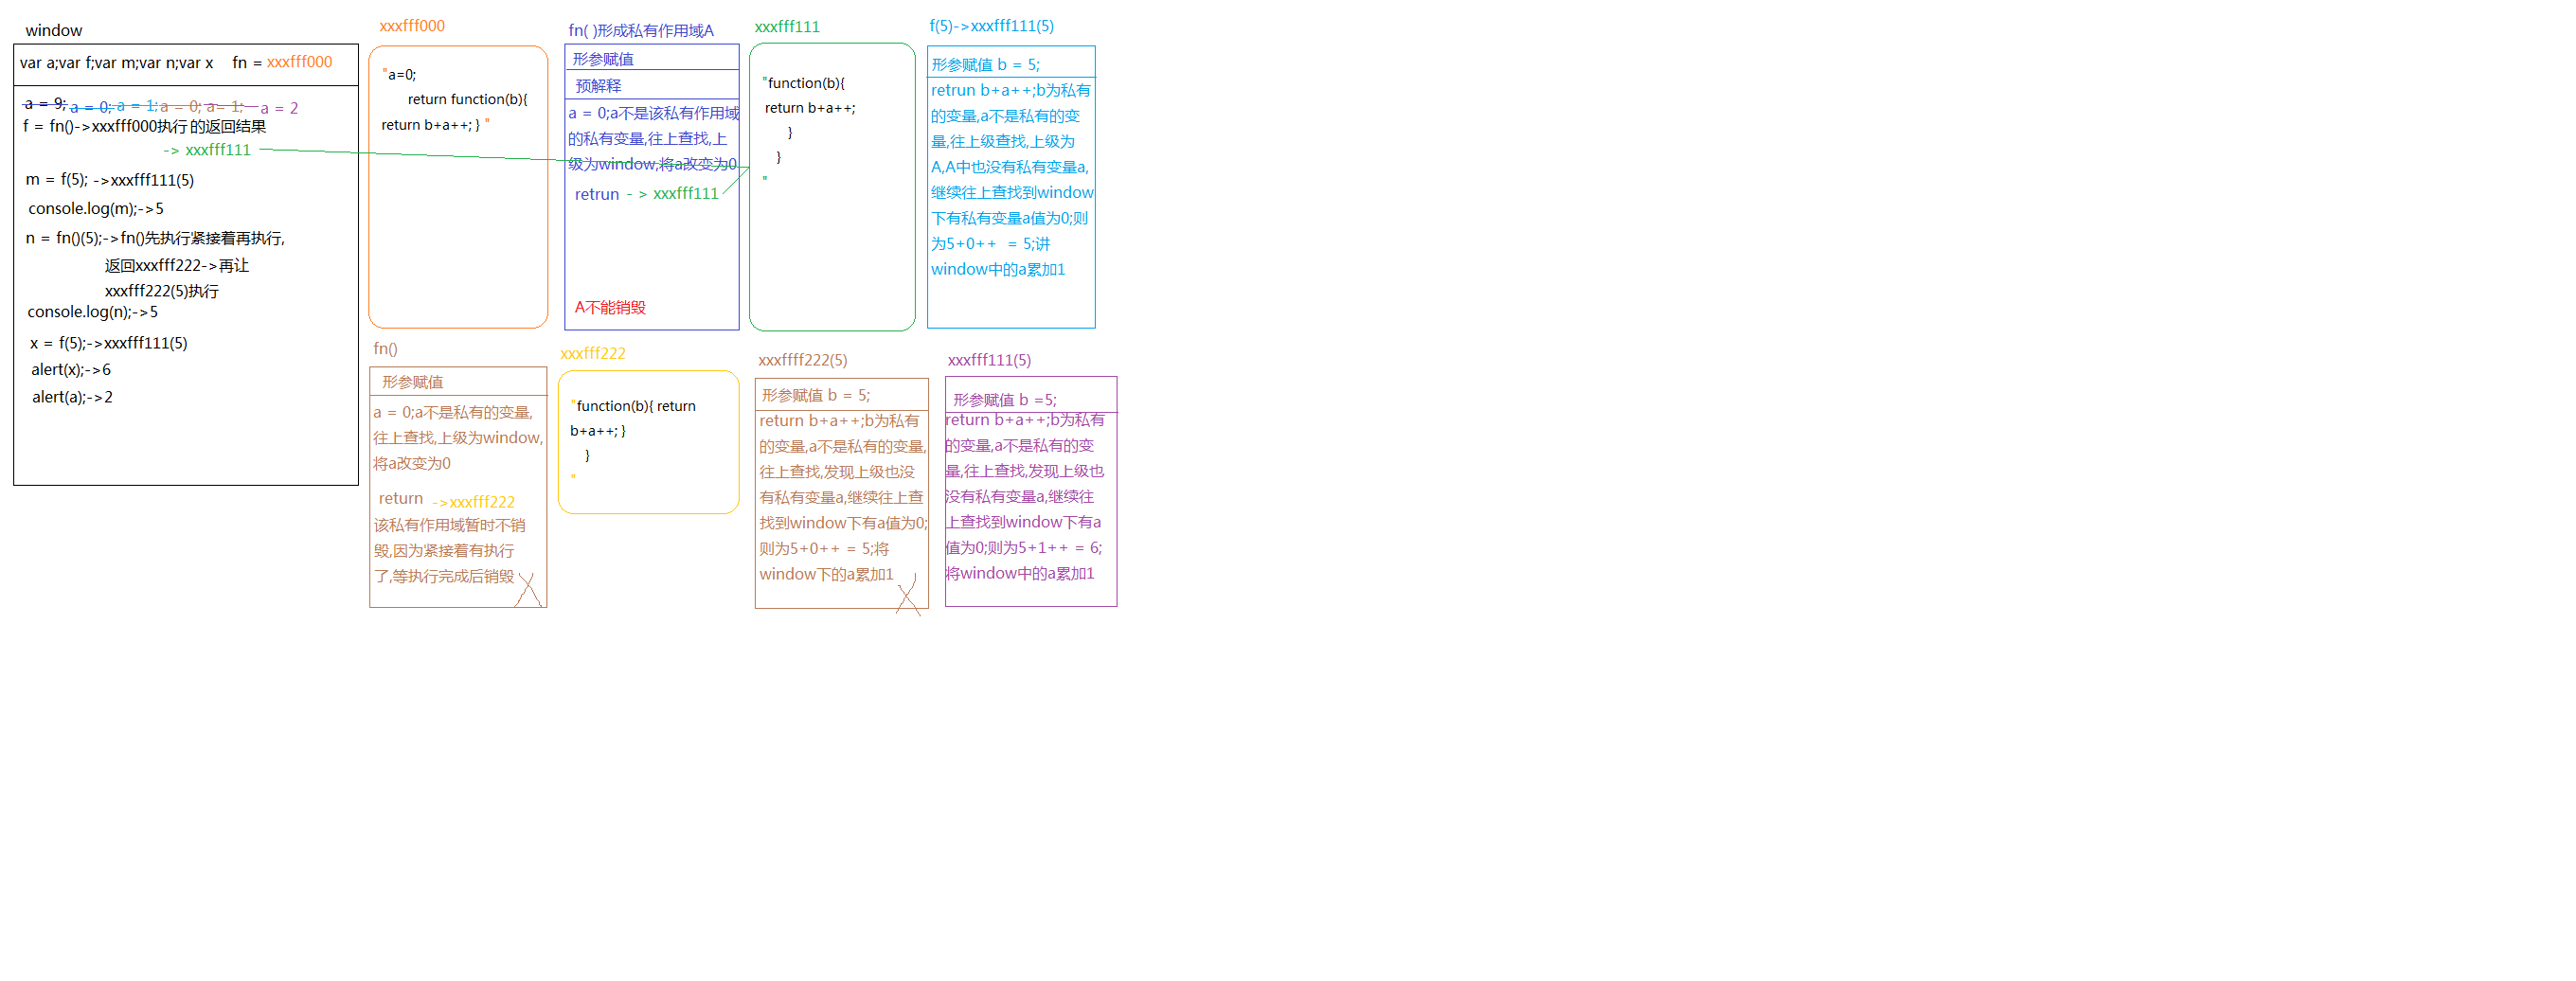 window
var a;var f;var m;var n;var x fn = xxxfff000
a = 9; a = 0; a = 1; a = 0; a= 1; a = 2
f = fn()->xxxfff000执行的返回结果
-> xxxfff111
m = f(5); ->xxxfff111(5)
console.log(m);->5
n = fn()(5);->fn()先执行紧接着再执行,
返回xxxfff222->再让
xxxfff222(5)执行
console.log(n);->5
x = f(5);->xxxfff111(5)
alert(x);->6
alert(a);->2
xxxfff000
"a=0;
return function(b){
return b+a++; } "
fn( )形成私有作用域A
形参赋值
预解释
a = 0;a不是该私有作用域
的私有变量,往上查找,上
级为window,将a改变为0
retrun - > xxxfff111
A不能销毁
xxxfff111
"function(b){
return b+a++;
}
}
"
f(5)->xxxfff111(5)
形参赋值 b = 5;
retrun b+a++;b为私有
的变量,a不是私有的变
量,往上级查找,上级为
A,A中也没有私有变量a,
继续往上查找到window
下有私有变量a值为0;则
为5+0++ = 5;讲
window中的a累加1
fn()
形参赋值
a = 0;a不是私有的变量,
往上查找,上级为window,
将a改变为0
return ->xxxfff222
该私有作用域暂时不销
毁,因为紧接着有执行
了,等执行完成后销毁
xxxfff222
"function(b){ return
b+a++; }
}
"
xxxffff222(5)
形参赋值 b = 5;
return b+a++;b为私有
的变量,a不是私有的变量,
往上查找,发现上级也没
有私有变量a,继续往上查
找到window下有a值为0;
则为5+0++ = 5;将
window下的a累加1
xxxfff111(5)
形参赋值 b =5;
return b+a++;b为私有
的变量,a不是私有的变
量,往上查找,发现上级也
没有私有变量a,继续往
上查找到window下有a
值为0;则为5+1++ = 6;
将window中的a累加1